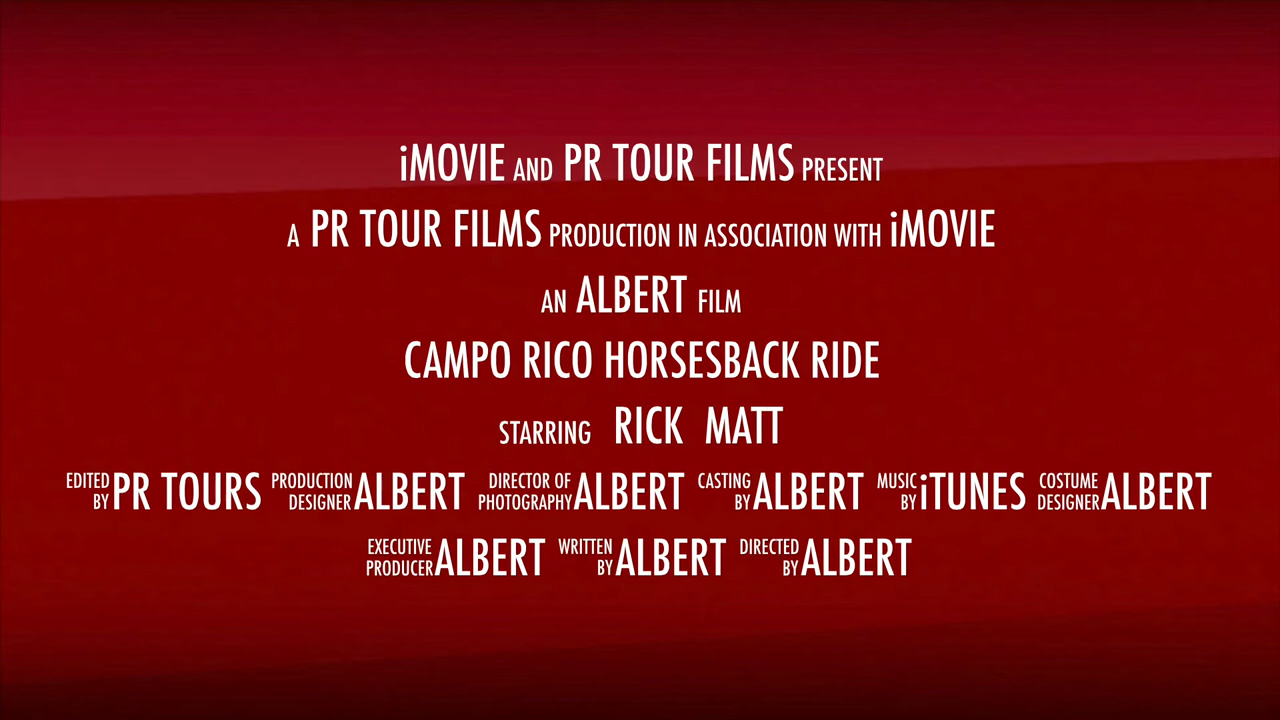 iMOVIE AND PR TOUR FILMS PRESENT
A PR TOUR FILMS PRODUCTION IN ASSOCIATION WITH iMOVIE
AN ALBERT FILM
CAMPO RICO HORSESBACK RIDE
STARRING RICK MATT
EDITED BY PR TOURS PRODUCTION DESIGNER ALBERT DIRECTOR OF PHOTOGRAPHY ALBERT CASTING BY ALBERT MUSIC BY iTUNES COSTUME DESIGNER ALBERT
EXECUTIVE PRODUCER ALBERT WRITTEN BY ALBERT DIRECTED BY ALBERT